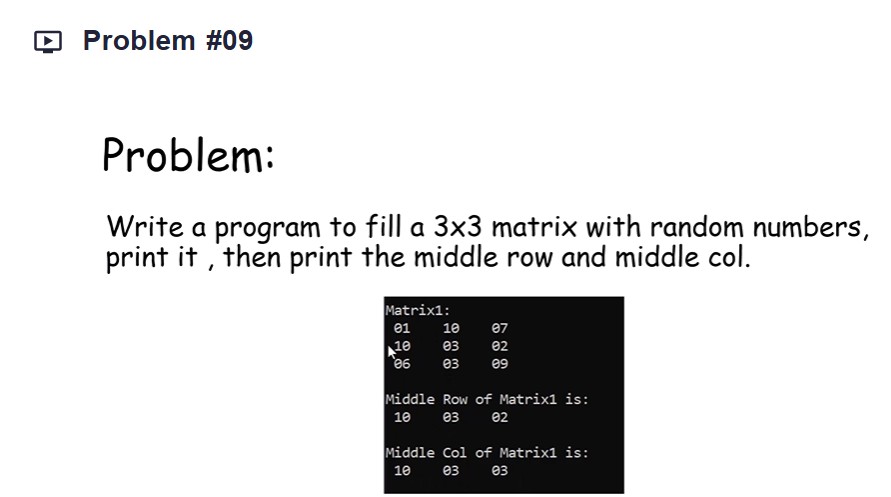 Problem #09
Problem:
Write a program to fill a 3x3 matrix with random numbers,
print it , then print the middle row and middle col.
Matrix1:
01 10 07
10 03 02
06 03 09
Middle Row of Matrix1 is:
10 03 02
Middle Col of Matrix1 is:
10 03 03